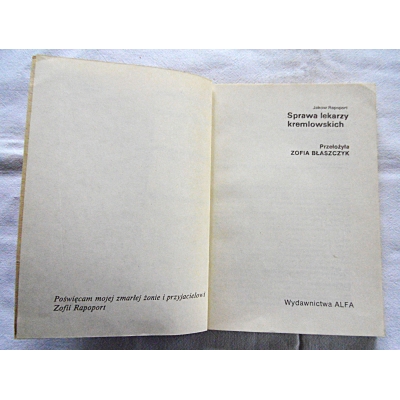 Poświęcam mojej zmarłej żonie i przyjacielowi
Zofii Rapoport
Jakow Rapoport
Sprawa lekarzy
kremlowskich
Przełożyła
ZOFIA BŁASZCZYK
Wydawnictwa ALFA